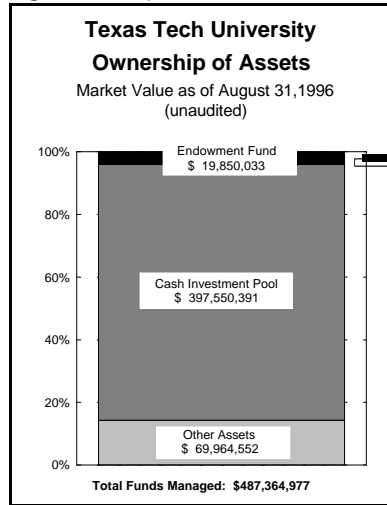 Texas Tech University
Ownership of Assets
Market Value as of August 31,1996
(unaudited)
100%
Endowment Fund
$ 19,850,033
80%
60%
Cash Investment Pool
$ 397,550,391
40%
20%
Other Assets
$ 69,964,552
0%
Total Funds Managed: $487,364,977